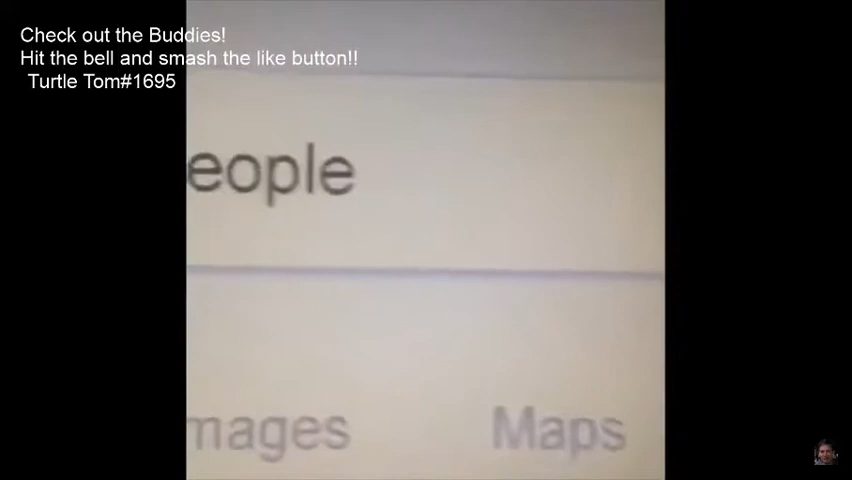 Check out the Buddies!
Hit the bell and smash the like button!!
Turtle Tom#1695
eople
mages
Maps